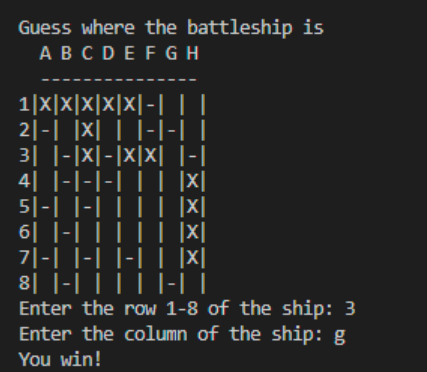 Guess where the battleship is
  A B C D E F G H
  ---------------
1|X|X|X|X|X|-| | |
2|-| |X| | |-|-| |
3| |-|X|-|X|X| |-|
4| |-|-|-| | | |X|
5|-| |-| | | | |X|
6| |-| | | | | |X|
7|-| |-| |-| | |X|
8| |-| | | | |-| |
Enter the row 1-8 of the ship: 3
Enter the column of the ship: g
You win!